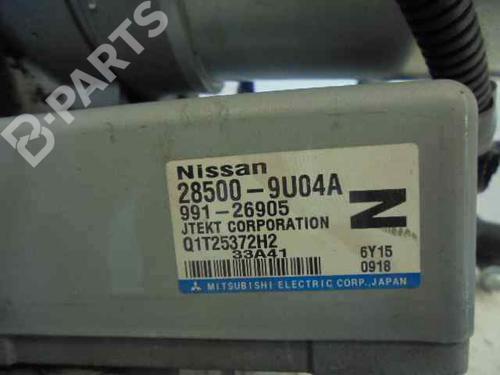 B-PARTS
Nissan
28500-9U04A
991-26905
JTEKT CORPORATION
Q1T25372H2
33A41
N
6Y15
0918
MITSUBISHI ELECTRIC CORP., JAPAN